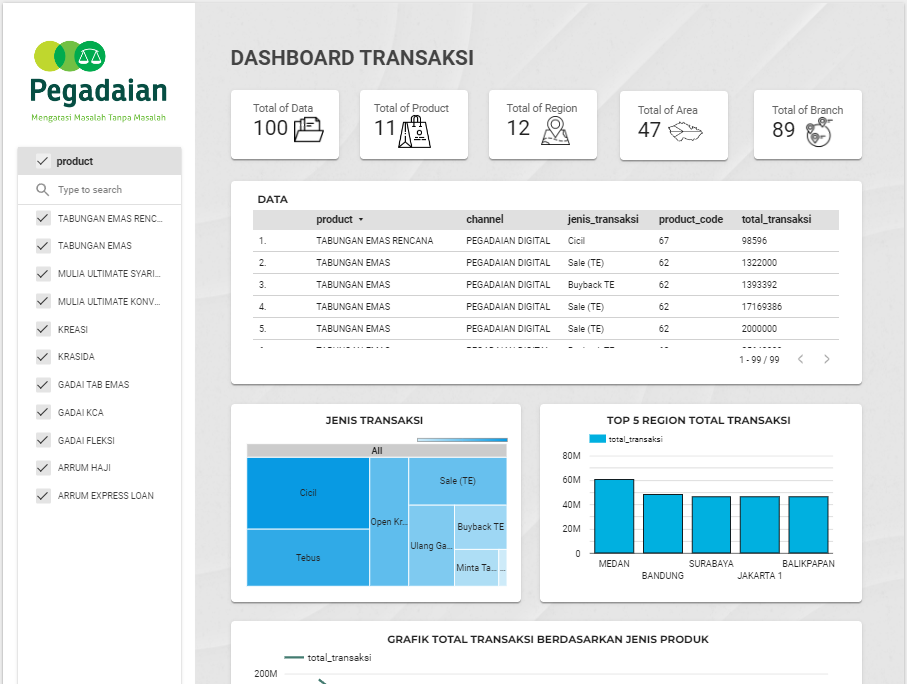 Pegadaian
Mengatasi Masalah Tanpa Masalah
product
Type to search
TABUNGAN EMAS RENC...
TABUNGAN EMAS
MULIA ULTIMATE SYARI...
MULIA ULTIMATE KONV...
KREASI
KRASIDA
GADAI TAB EMAS
GADAI KCA
GADAI FLEKSI
ARRUM HAJI
ARRUM EXPRESS LOAN
DASHBOARD TRANSAKSI
Total of Data
100
Total of Product
11
Total of Region
12
Total of Area
47
Total of Branch
89
DATA
product channel jenis_transaksi product_code total_transaksi
1. TABUNGAN EMAS RENCANA PEGADAIAN DIGITAL Cicil 67 98596
2. TABUNGAN EMAS PEGADAIAN DIGITAL Sale (TE) 62 1322000
3. TABUNGAN EMAS PEGADAIAN DIGITAL Buyback TE 62 1393392
4. TABUNGAN EMAS PEGADAIAN DIGITAL Sale (TE) 62 17169386
5. TABUNGAN EMAS PEGADAIAN DIGITAL Sale (TE) 62 2000000
1 - 99 / 99
JENIS TRANSAKSI
All
Cicil
Tebus
Open Kr...
Sale (TE)
Ulang Ga...
Buyback TE
Minta Ta...
...
TOP 5 REGION TOTAL TRANSAKSI
total_transaksi
80M
60M
40M
20M
0
MEDAN
BANDUNG
SURABAYA
JAKARTA 1
BALIKPAPAN
GRAFIK TOTAL TRANSAKSI BERDASARKAN JENIS PRODUK
total_transaksi
200M